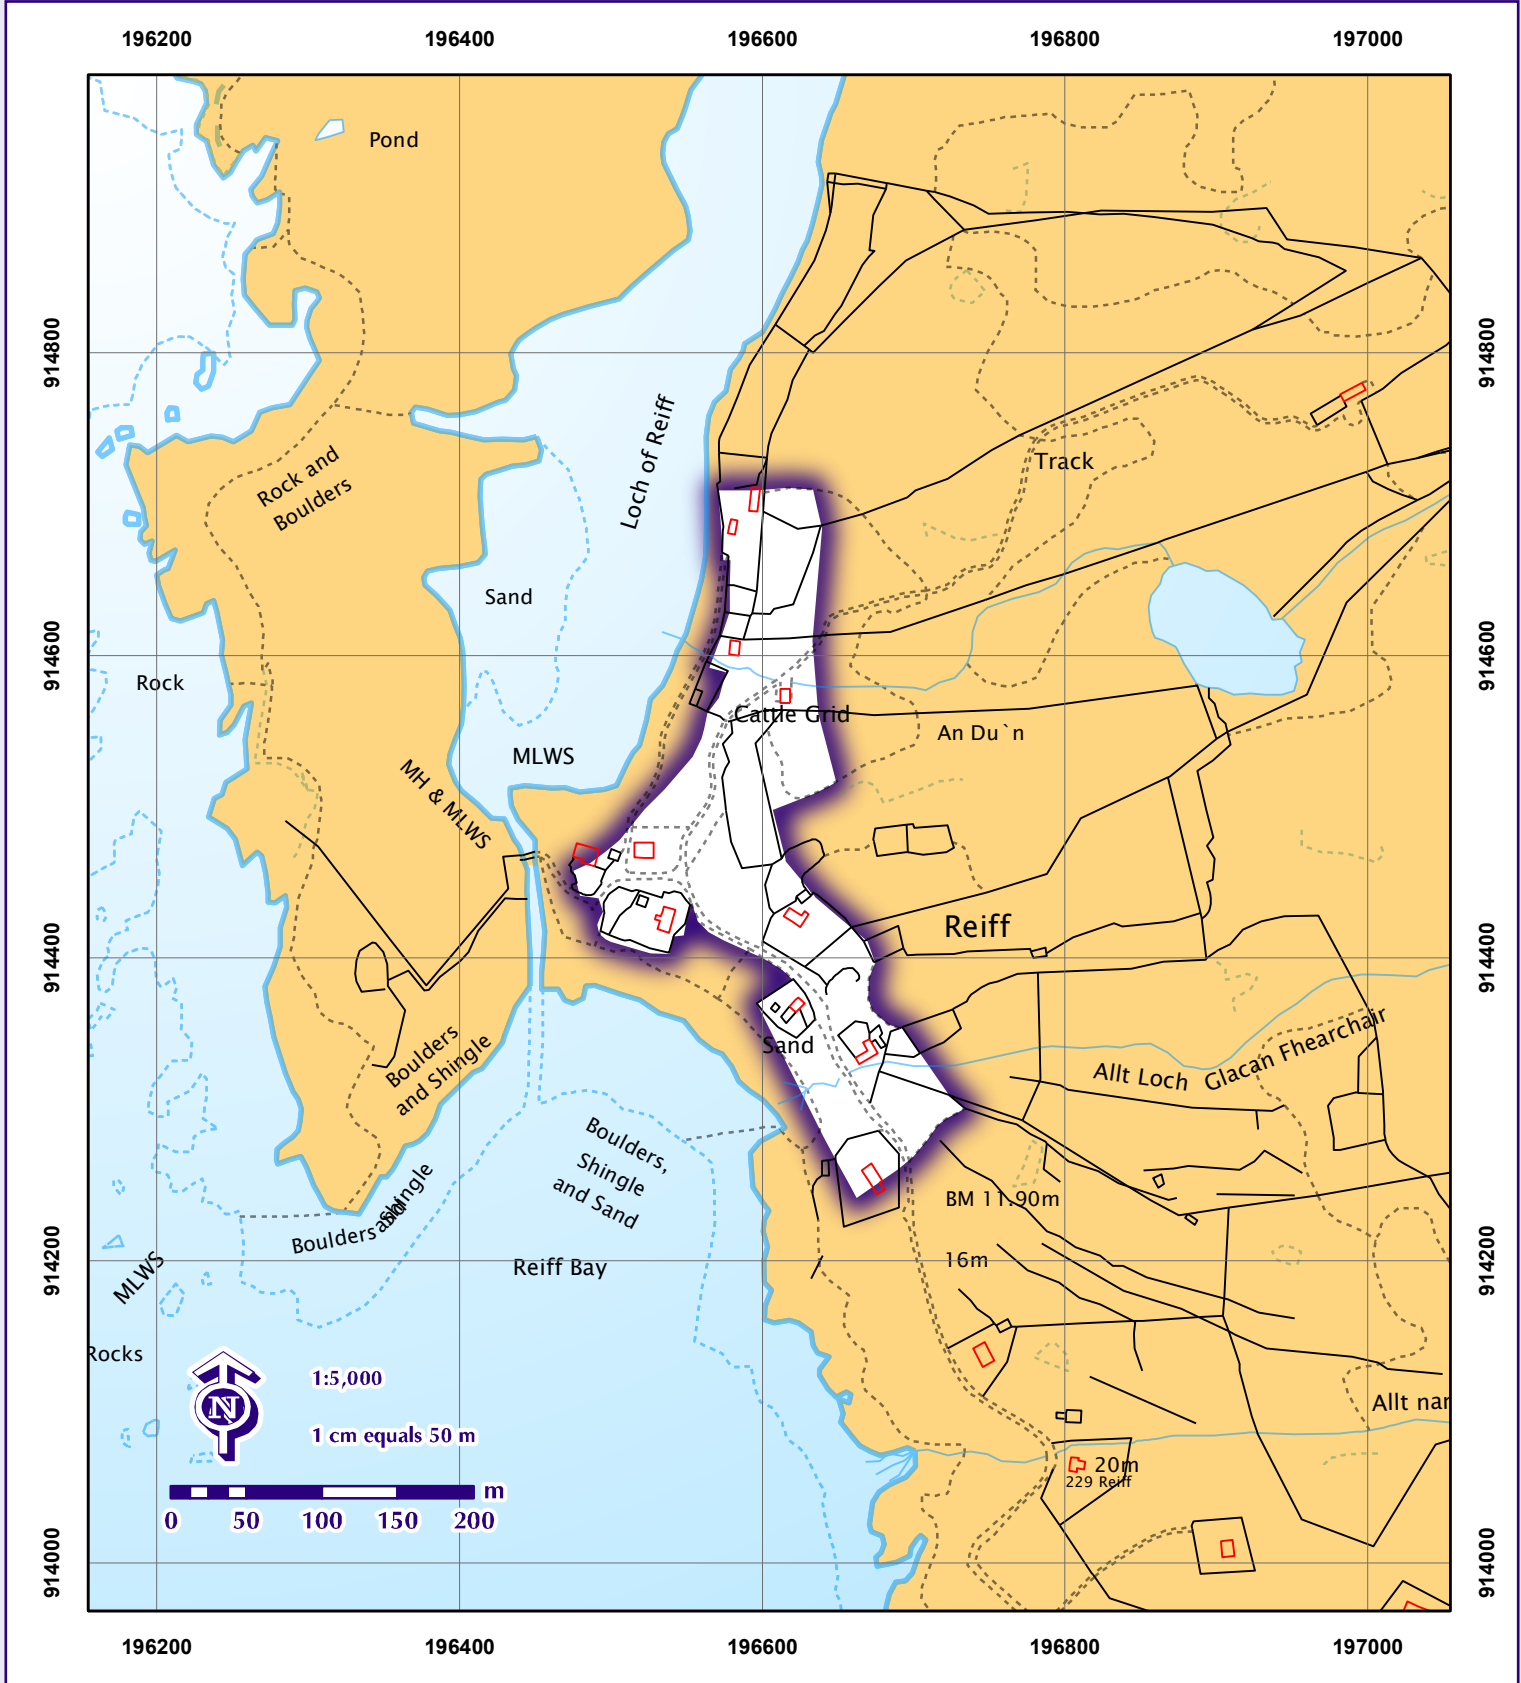 196200 196400 196600 196800 197000
Pond
914800 914800
Loch of Reiff
Rock and
Boulders
Track
Sand
914600 914600
Rock
Cattle Grid
An Du`n
MLWS
MH & MLWS
Reiff
914400 914400
Sand
Boulders
and Shingle
Allt Loch Glacan Fhearchair
Boulders,
Shingle
and Sand
Boulders and Shingle
BM 11.90m
MLWS
Reiff Bay
16m
914200 914200
Rocks
N
1:5,000
1 cm equals 50 m
m
0 50 100 150 200
Allt nar
20m
229 Reiff
914000 914000
196200 196400 196600 196800 197000